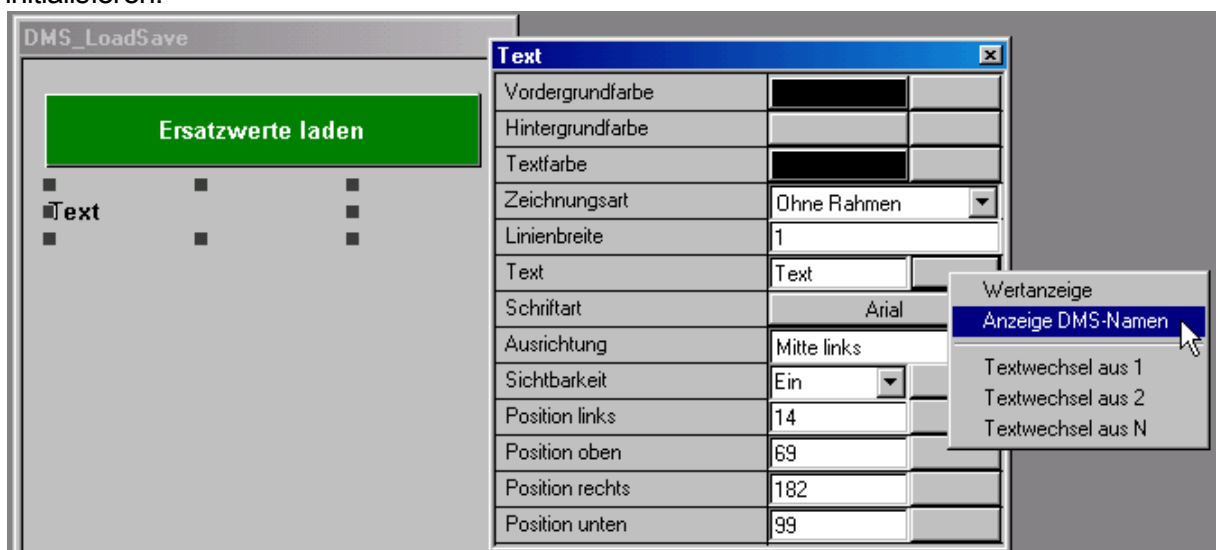 initialisieren.
DMS_LoadSave
Ersatzwerte laden
Text
Text
Vordergrundfarbe
Hintergrundfarbe
Textfarbe
Zeichnungsart Ohne Rahmen
Linienbreite 1
Text Text
Schriftart Arial
Ausrichtung Mitte links
Sichtbarkeit Ein
Position links 14
Position oben 69
Position rechts 182
Position unten 99
Wertanzeige
Anzeige DMS-Namen
Textwechsel aus 1
Textwechsel aus 2
Textwechsel aus N